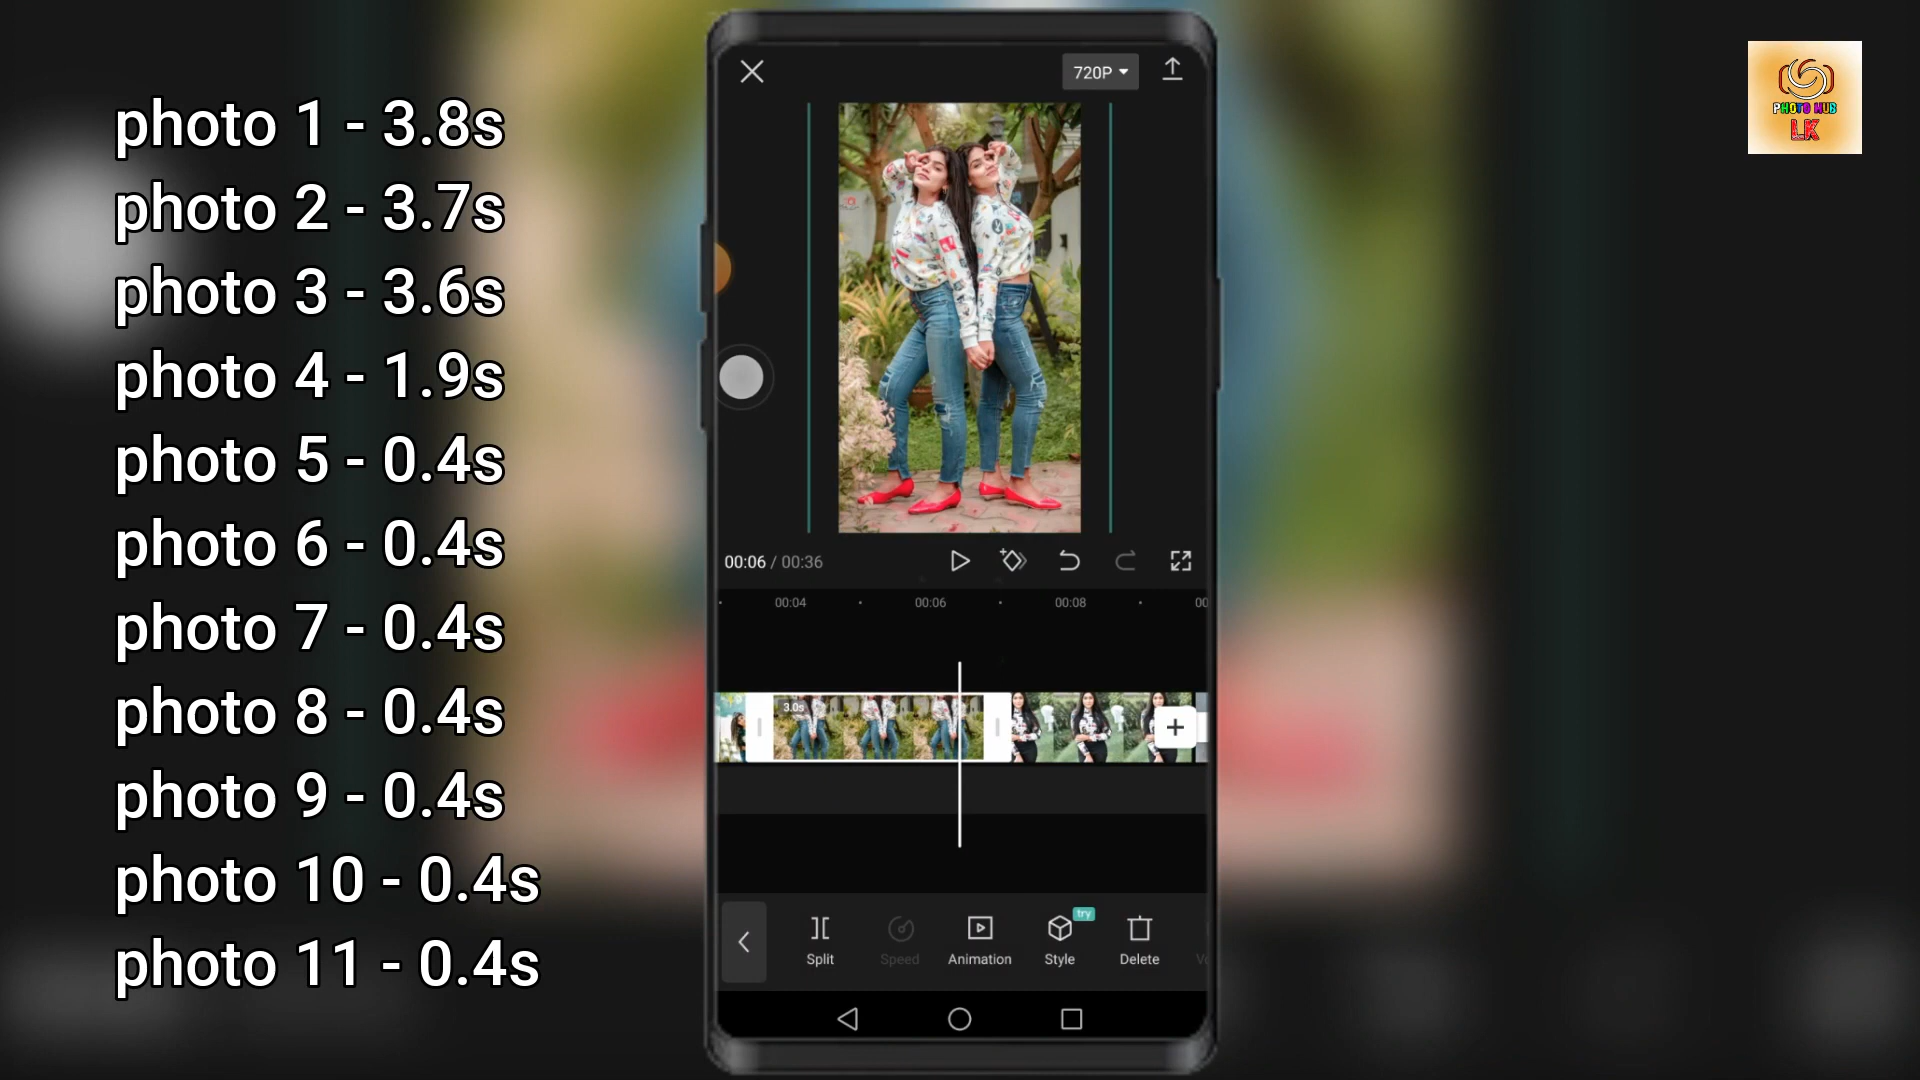 photo 1 - 3.8s
photo 2 - 3.7s
photo 3 - 3.6s
photo 4 - 1.9s
photo 5 - 0.4s
photo 6 - 0.4s
photo 7 - 0.4s
photo 8 - 0.4s
photo 9 - 0.4s
photo 10 - 0.4s
photo 11 - 0.4s
720P
00:06 / 00:36
00:04 00:06 00:08 00
3.0s
try
Split Speed Animation Style Delete
PHOTO HUB
LK